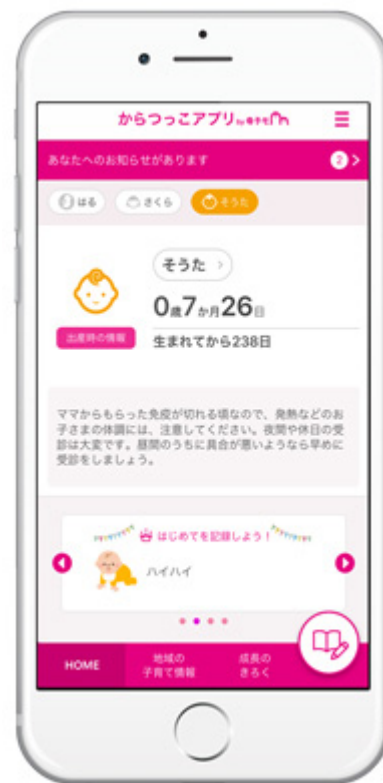 からつっこアプリby母子モ
あなたへのお知らせがあります 2
はる さくら そうた
そうた
0歳7か月26日
出産時の情報
生まれてから238日
ママからもらった免疫が切れる頃なので、発熱などのお
子さまの体調には、注意してください。夜間や休日の受
診は大変です。昼間のうちに具合が悪いようなら早めに
受診をしましょう。
はじめてを記録しよう！
ハイハイ
HOME
地域の
子育て情報
成長の
きろく